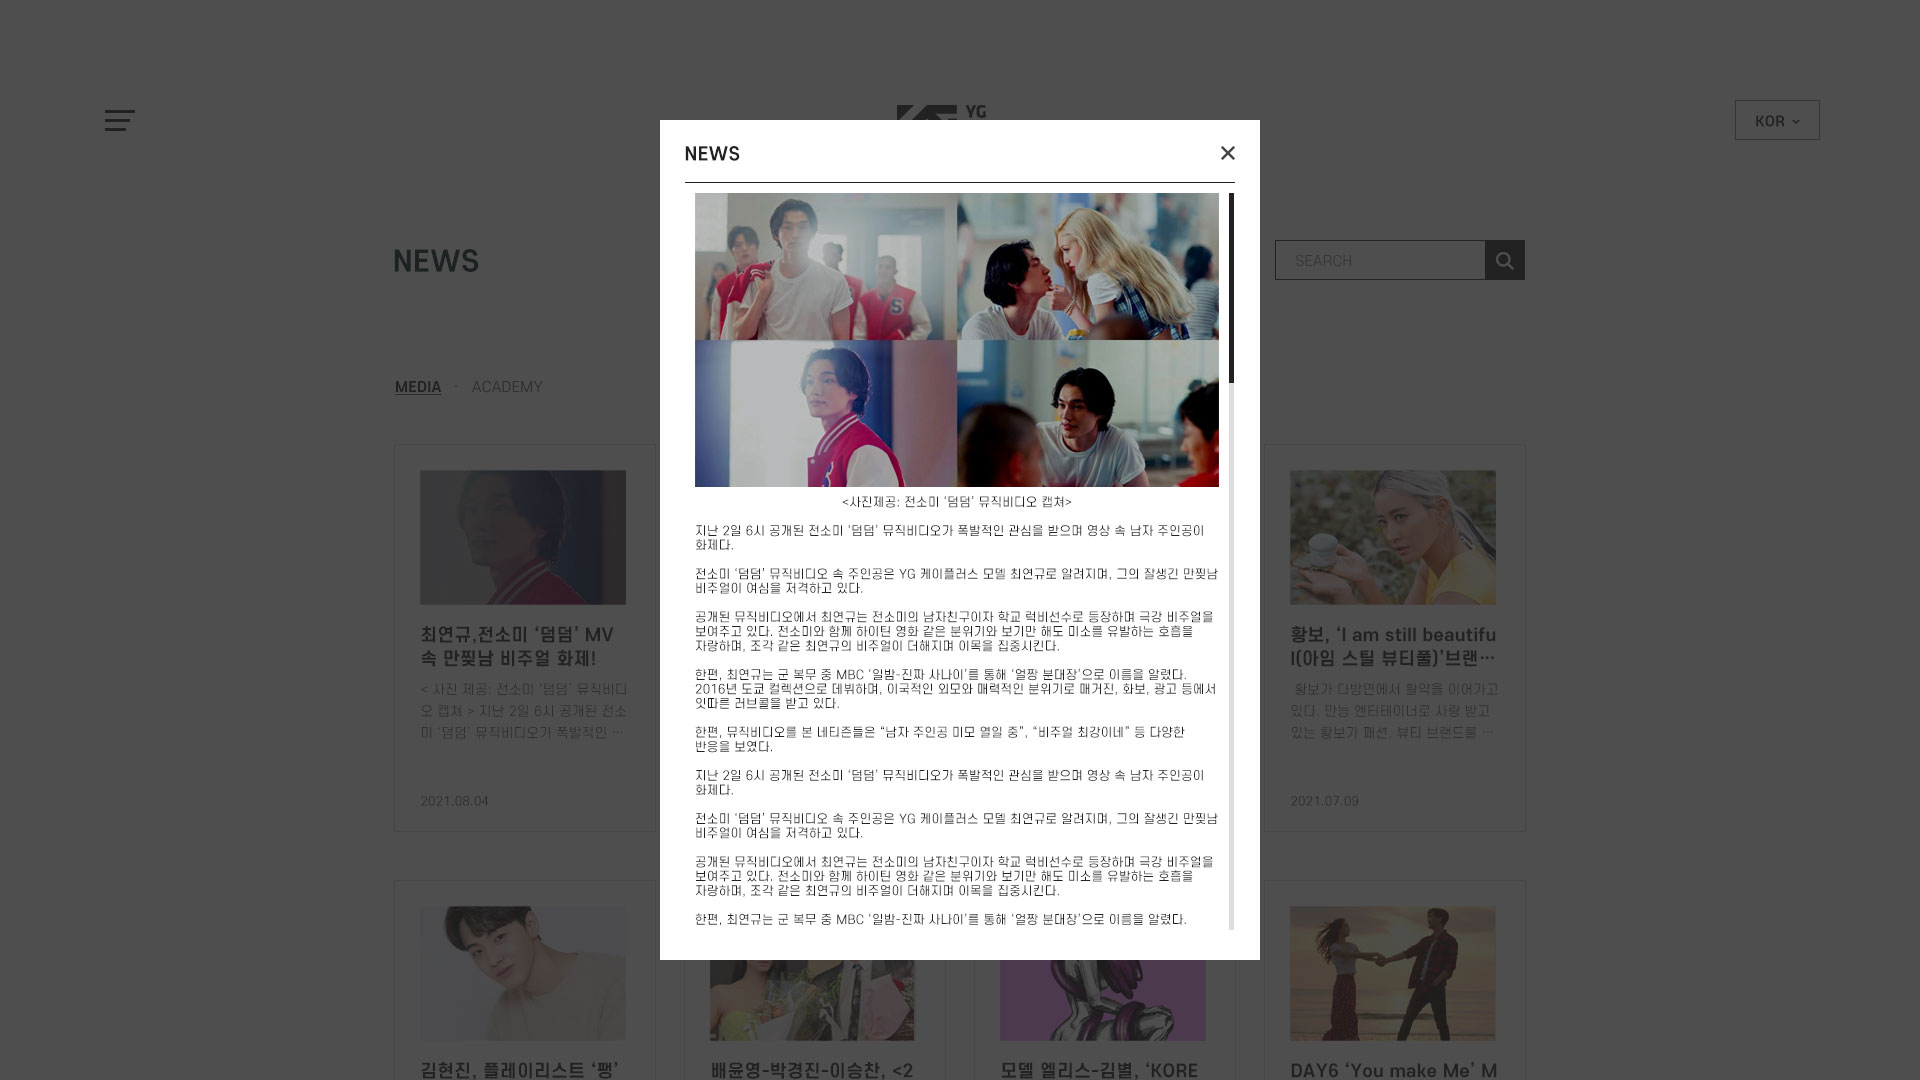 YG
KOR
NEWS
NEWS
SEARCH
MEDIA · ACADEMY
S
<사진제공: 전소미 ‘덤덤’ 뮤직비디오 캡쳐>
지난 2일 6시 공개된 전소미 ‘덤덤’ 뮤직비디오가 폭발적인 관심을 받으며 영상 속 남자 주인공이
화제다.
전소미 ‘덤덤’ 뮤직비디오 속 주인공은 YG 케이플러스 모델 최연규로 알려지며, 그의 잘생긴 만찢남
비주얼이 여심을 저격하고 있다.
공개된 뮤직비디오에서 최연규는 전소미의 남자친구이자 학교 럭비선수로 등장하며 극강 비주얼을
보여주고 있다. 전소미와 함께 하이틴 영화 같은 분위기와 보기만 해도 미소를 유발하는 호흡을
자랑하며, 조각 같은 최연규의 비주얼이 더해지며 이목을 집중시킨다.
한편, 최연규는 군 복무 중 MBC ‘일밤-진짜 사나이’를 통해 ‘얼짱 분대장’으로 이름을 알렸다.
2016년 도쿄 컬렉션으로 데뷔하며, 이국적인 외모와 매력적인 분위기로 매거진, 화보, 광고 등에서
잇따른 러브콜을 받고 있다.
한편, 뮤직비디오를 본 네티즌들은 “남자 주인공 미모 열일 중”, “비주얼 최강이네” 등 다양한
반응을 보였다.
지난 2일 6시 공개된 전소미 ‘덤덤’ 뮤직비디오가 폭발적인 관심을 받으며 영상 속 남자 주인공이
화제다.
전소미 ‘덤덤’ 뮤직비디오 속 주인공은 YG 케이플러스 모델 최연규로 알려지며, 그의 잘생긴 만찢남
비주얼이 여심을 저격하고 있다.
공개된 뮤직비디오에서 최연규는 전소미의 남자친구이자 학교 럭비선수로 등장하며 극강 비주얼을
보여주고 있다. 전소미와 함께 하이틴 영화 같은 분위기와 보기만 해도 미소를 유발하는 호흡을
자랑하며, 조각 같은 최연규의 비주얼이 더해지며 이목을 집중시킨다.
한편, 최연규는 군 복무 중 MBC ‘일밤-진짜 사나이’를 통해 ‘얼짱 분대장’으로 이름을 알렸다.
최연규,전소미 ‘덤덤’ MV
속 만찢남 비주얼 화제!
< 사진 제공: 전소미 ‘덤덤’ 뮤직비디
오 캡쳐 > 지난 2일 6시 공개된 전소
미 ‘덤덤’ 뮤직비디오가 폭발적인 ···
2021.08.04
황보, ‘I am still beautifu
l(아임 스틸 뷰티풀)’브랜···
황보가 다방면에서 활약을 이어가고
있다. 만능 엔터테이너로 사랑 받고
있는 황보가 패션, 뷰티 브랜드를 ···
2021.07.09
김현진, 플레이리스트 ‘팽’
배윤영-박경진-이승찬, <2
모델 엘리스-김별, ‘KORE
DAY6 ‘You make Me’ M